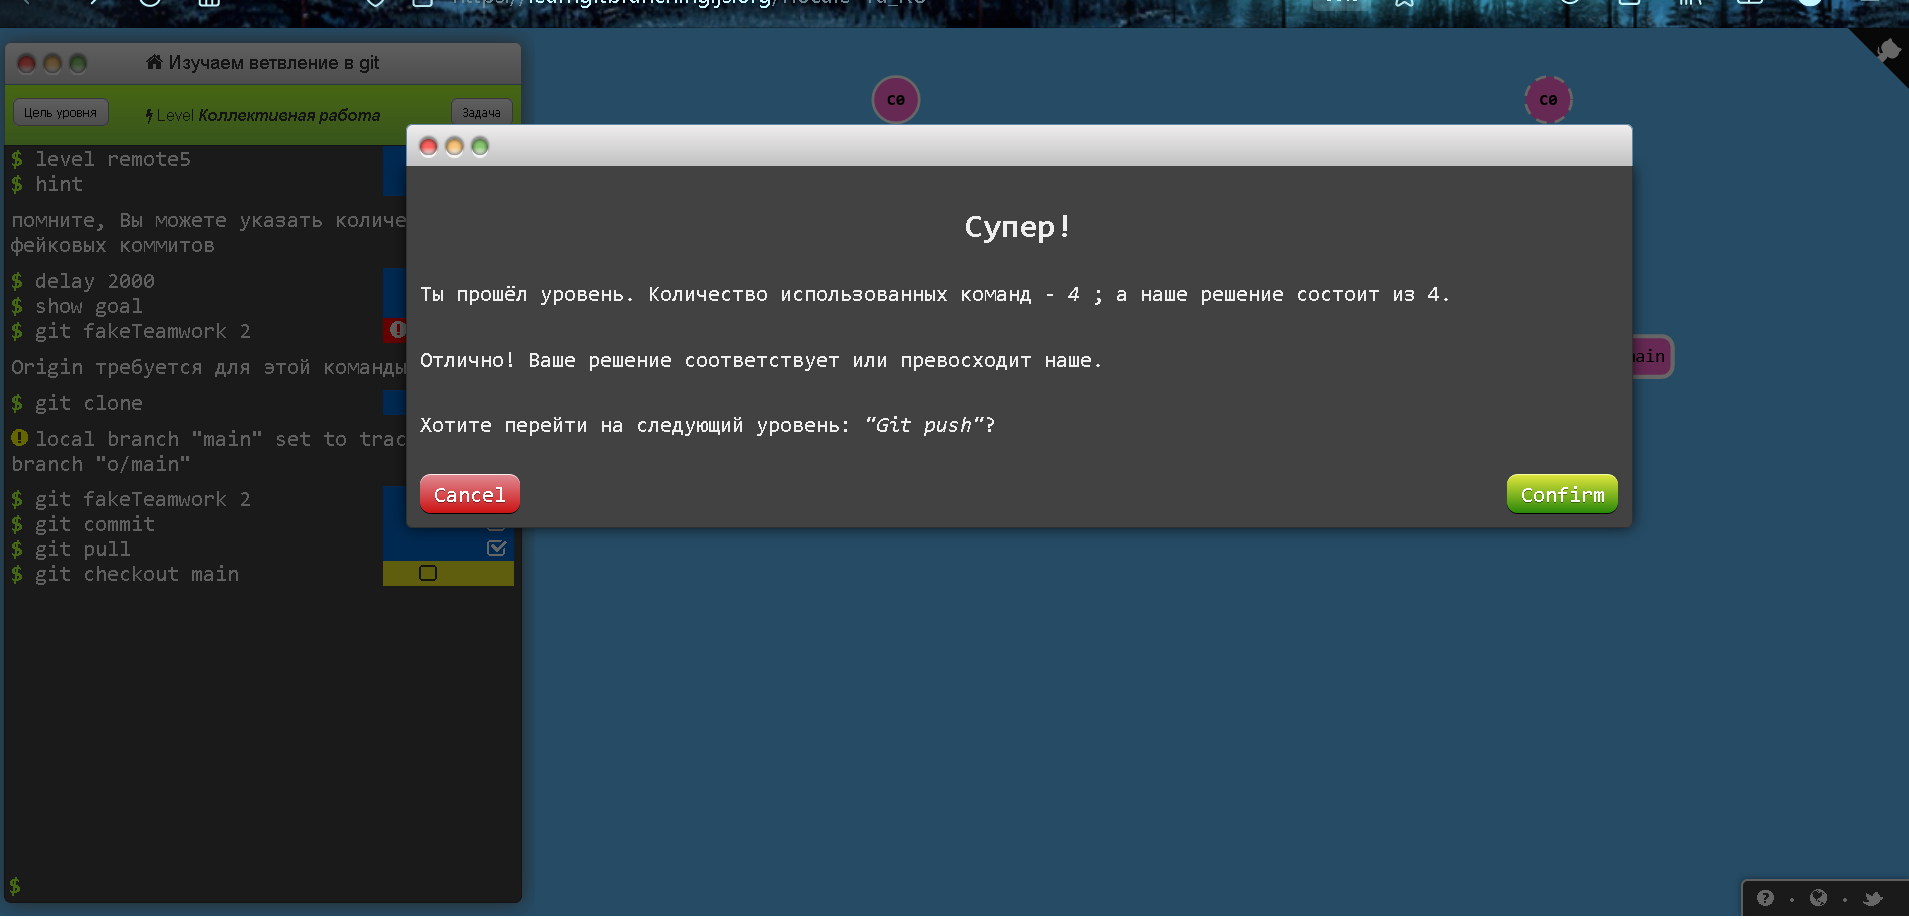 Изучаем ветвление в git
Цель уровня
Level Коллективная работа
Задача
$ level remote5
$ hint
помните, Вы можете указать количе
фейковых коммитов
$ delay 2000
$ show goal
$ git fakeTeamwork 2
Origin требуется для этой команды
$ git clone
local branch "main" set to trac
branch "o/main"
$ git fakeTeamwork 2
$ git commit
$ git pull
$ git checkout main
$
C0
C0
main
Супер!
Ты прошёл уровень. Количество использованных команд - 4 ; а наше решение состоит из 4.
Отлично! Ваше решение соответствует или превосходит наше.
Хотите перейти на следующий уровень: "Git push"?
Cancel
Confirm